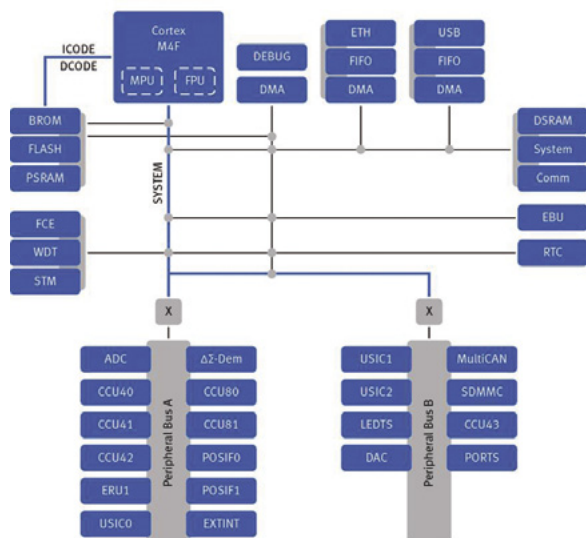 Cortex
M4F
MPU
FPU
ICODE
DCODE
DEBUG
DMA
ETH
FIFO
DMA
USB
FIFO
DMA
BROM
FLASH
PSRAM
DSRAM
System
Comm
SYSTEM
FCE
WDT
STM
EBU
RTC
X
X
Peripheral Bus A
ADC
ΔΣ-Dem
CCU40
CCU80
CCU41
CCU81
CCU42
POSIF0
ERU1
POSIF1
USIC0
EXTINT
Peripheral Bus B
USIC1
MultiCAN
USIC2
SDMMC
LEDTS
CCU43
DAC
PORTS